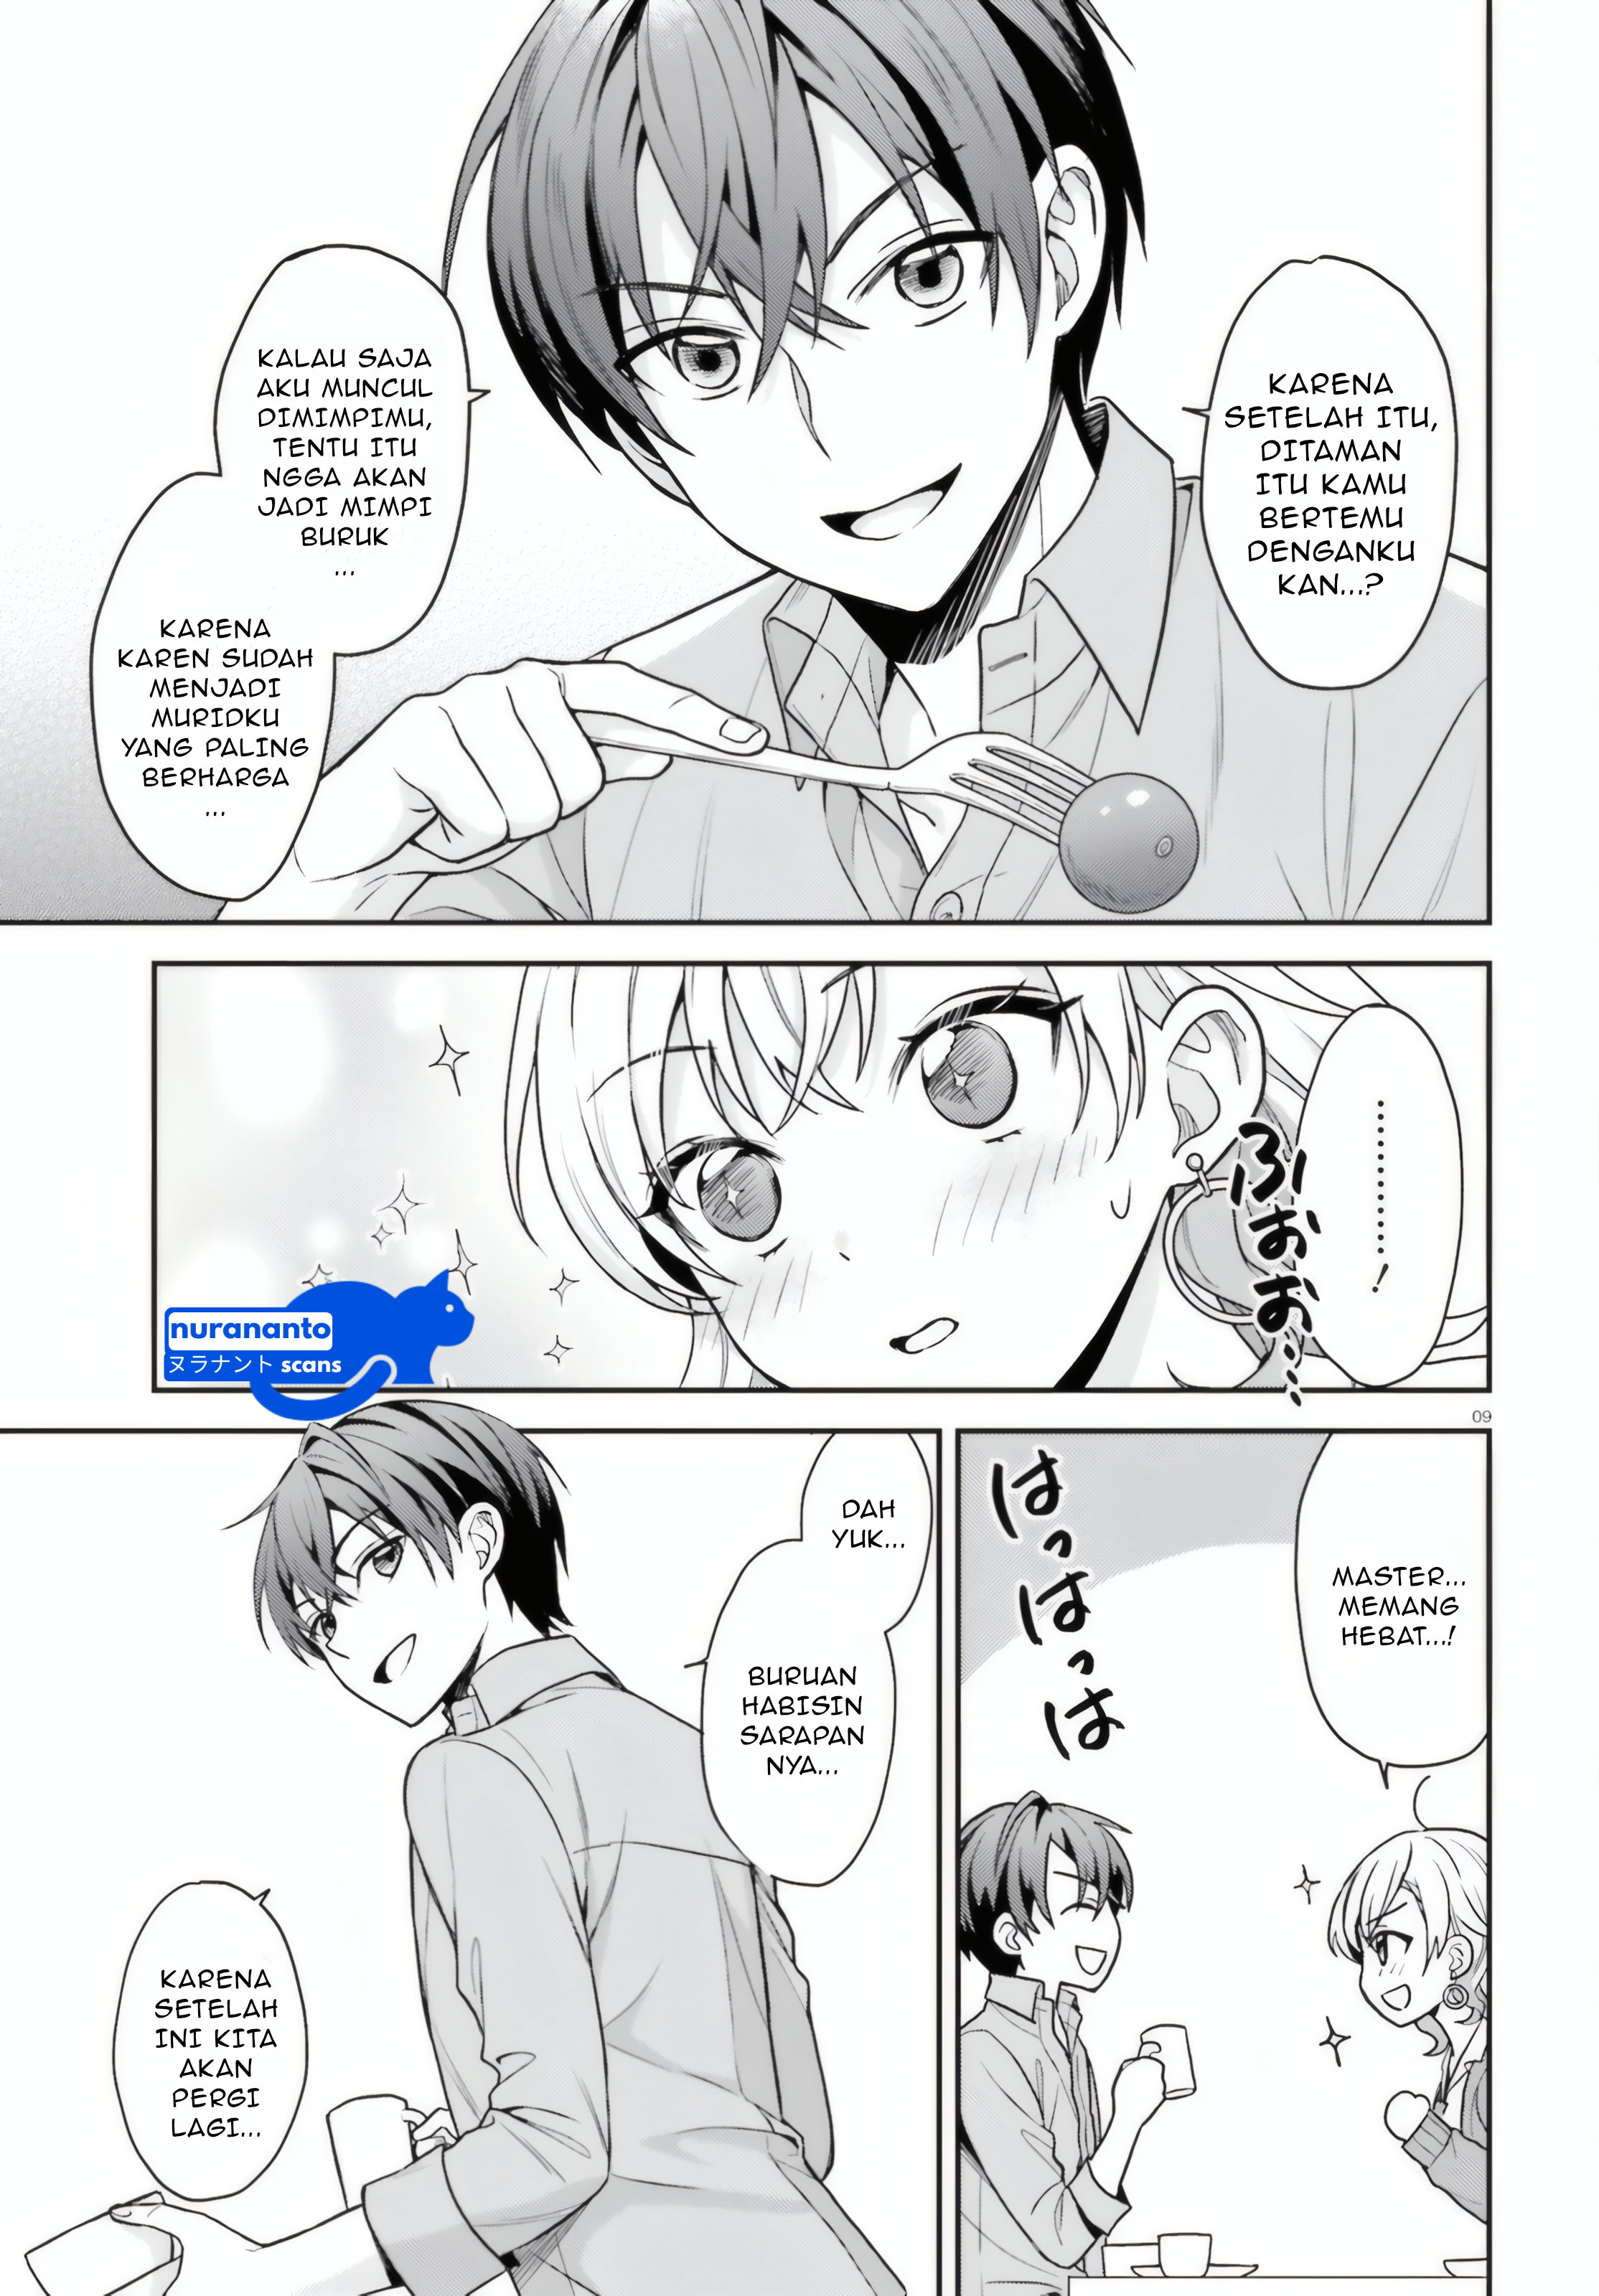 KARENA
SETELAH ITU,
DITAMAN
ITU KAMU
BERTEMU
DENGANKU
KAN...?
KALAU SAJA
AKU MUNCUL
DIMIMPIMU,
TENTU ITU
NGGA AKAN
JADI MIMPI
BURUK
...
KARENA
KAREN SUDAH
MENJADI
MURIDKU
YANG PALING
BERHARGA
...
..........!
ふおおお……
nurananto
ヌラナント scans
09
MASTER...
MEMANG
HEBAT...!
はっはっは
DAH
YUK...
BURUAN
HABISIN
SARAPAN
NYA...
KARENA
SETELAH
INI KITA
AKAN
PERGI
LAGI...